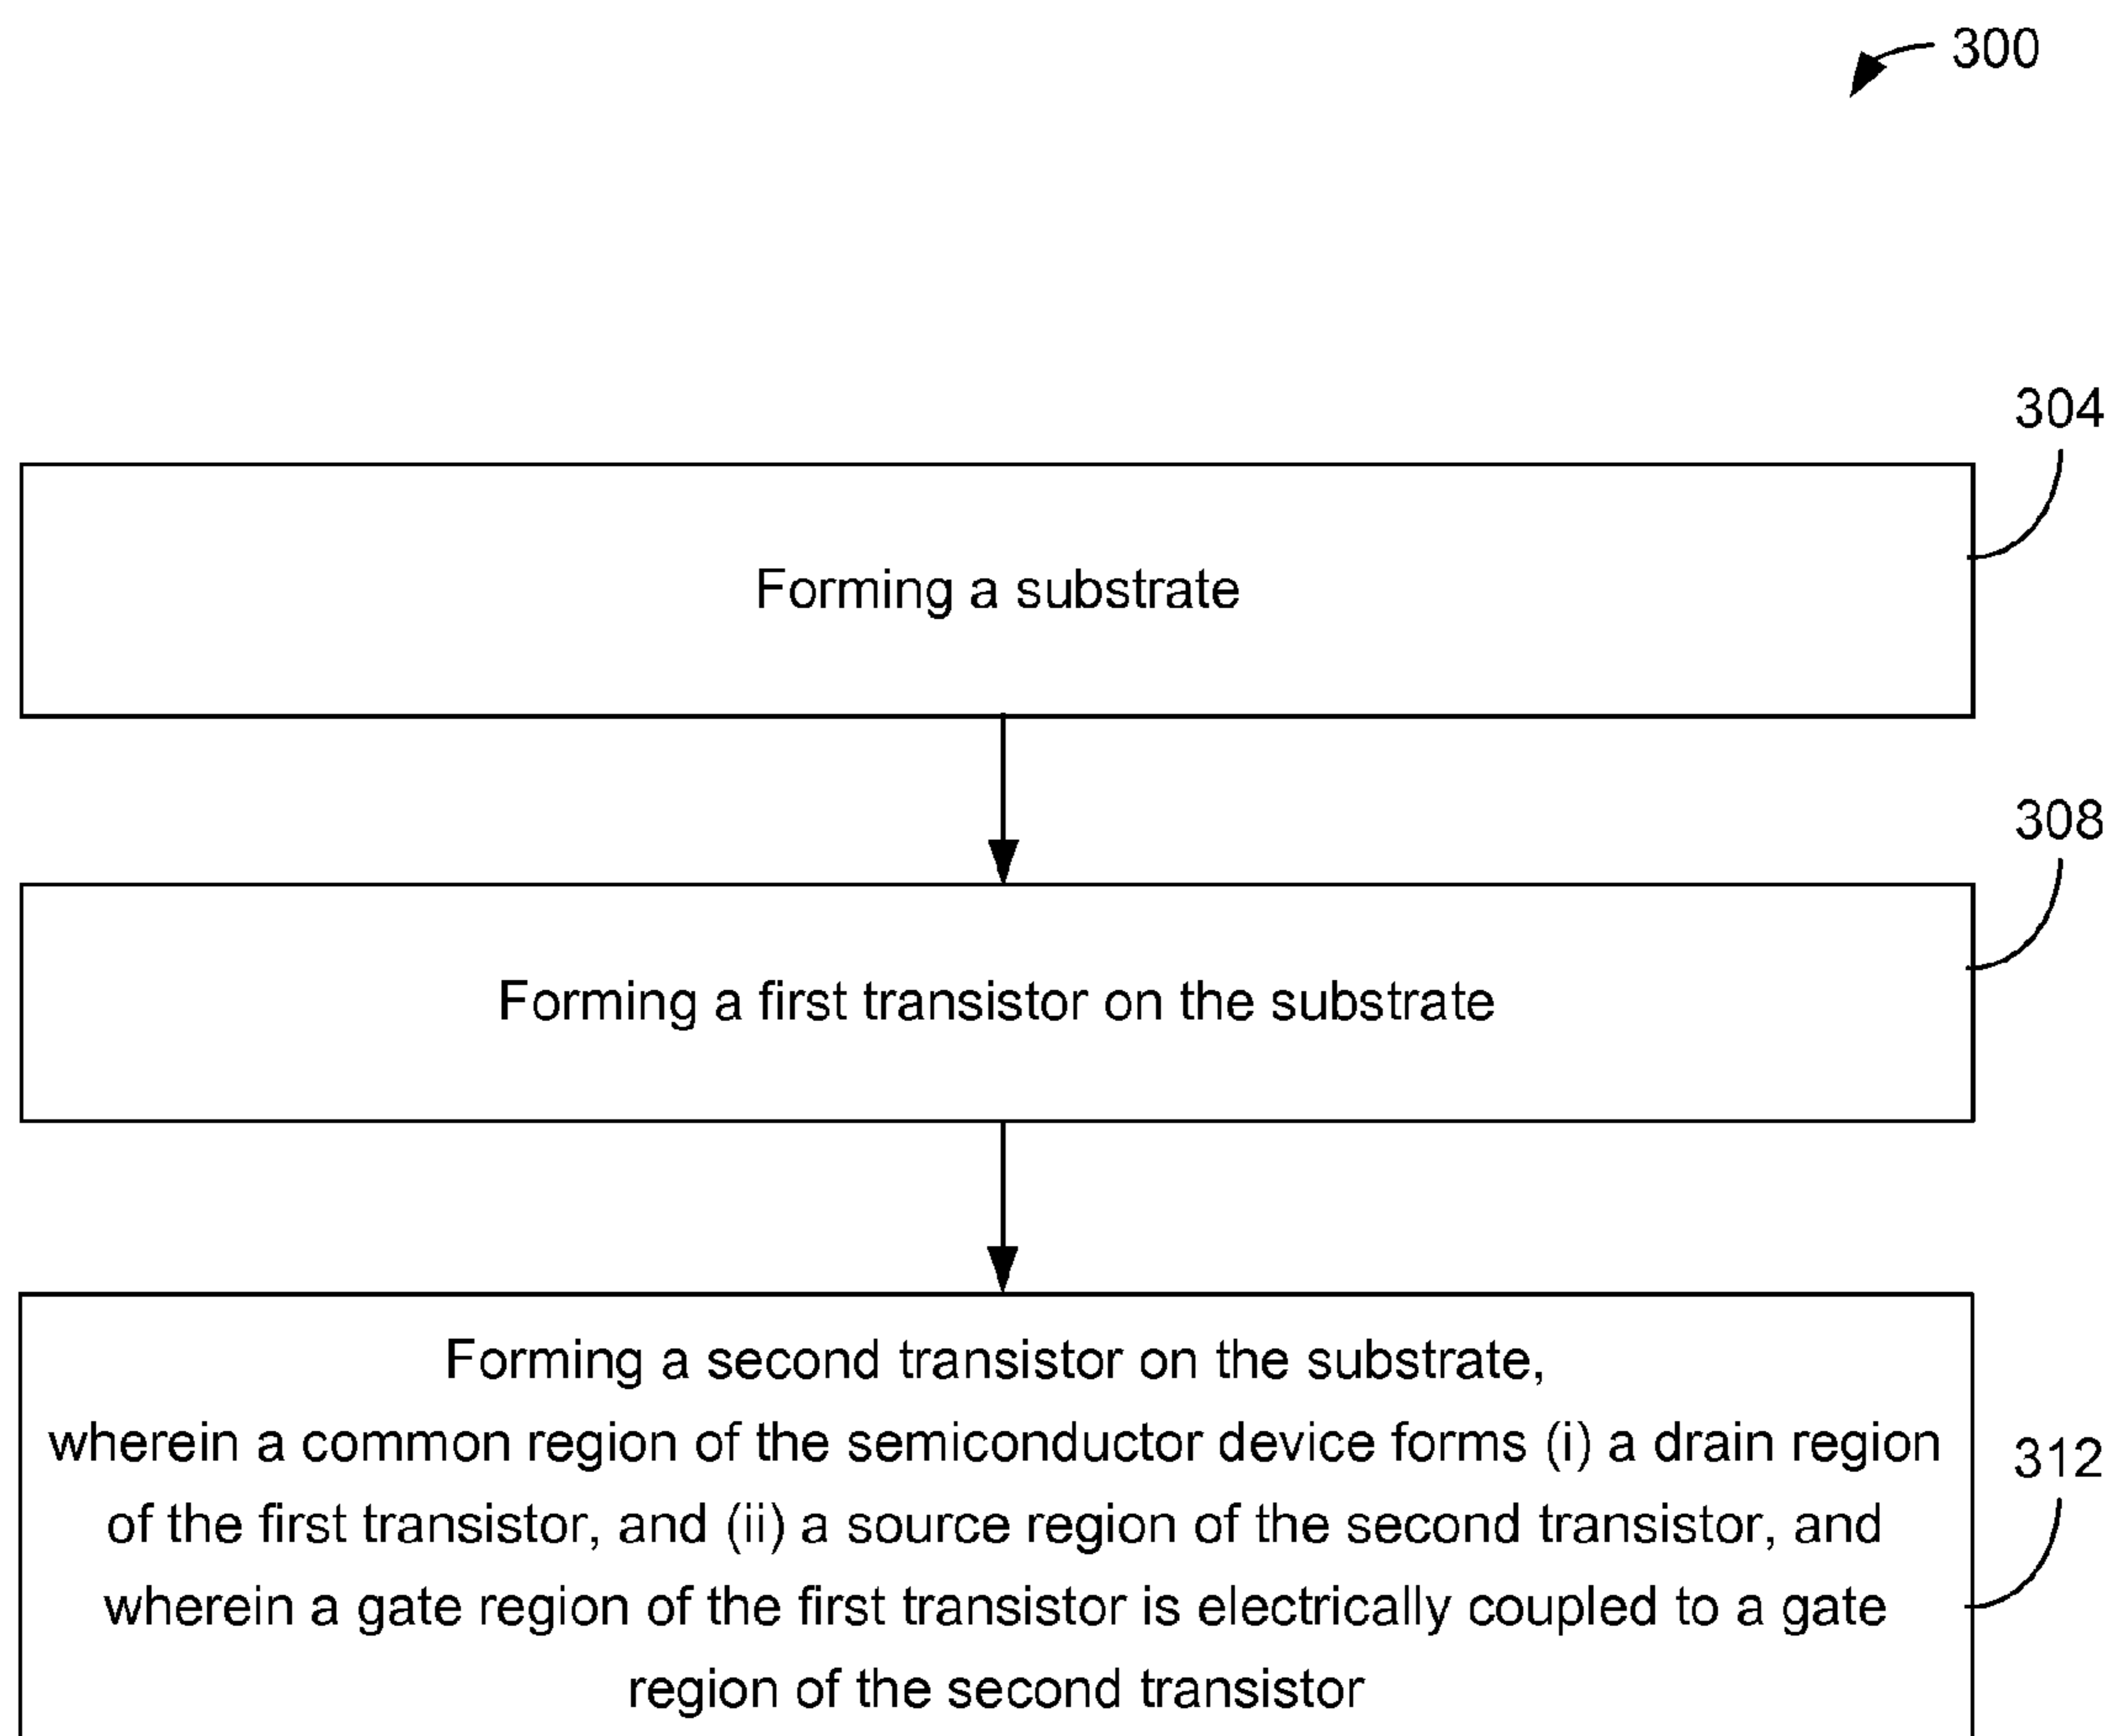 300
304
Forming a substrate
308
Forming a first transistor on the substrate
Forming a second transistor on the substrate,
wherein a common region of the semiconductor device forms (i) a drain region
of the first transistor, and (ii) a source region of the second transistor, and
wherein a gate region of the first transistor is electrically coupled to a gate
region of the second transistor
312